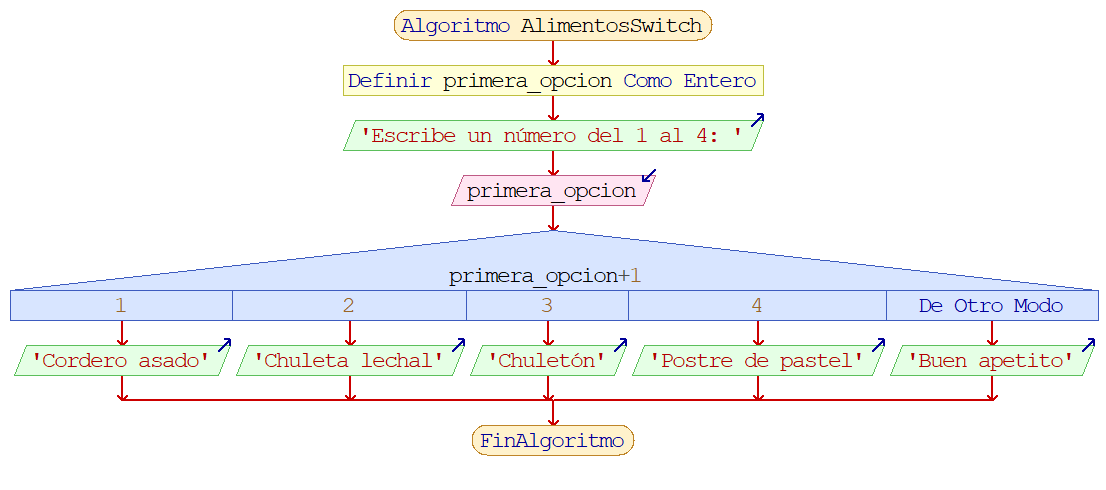 Algoritmo AlimentosSwitch
Definir primera_opcion Como Entero
'Escribe un número del 1 al 4: '
primera_opcion
primera_opcion+1
1 2 3 4 De Otro Modo
'Cordero asado' 'Chuleta lechal' 'Chuletón' 'Postre de pastel' 'Buen apetito'
FinAlgoritmo